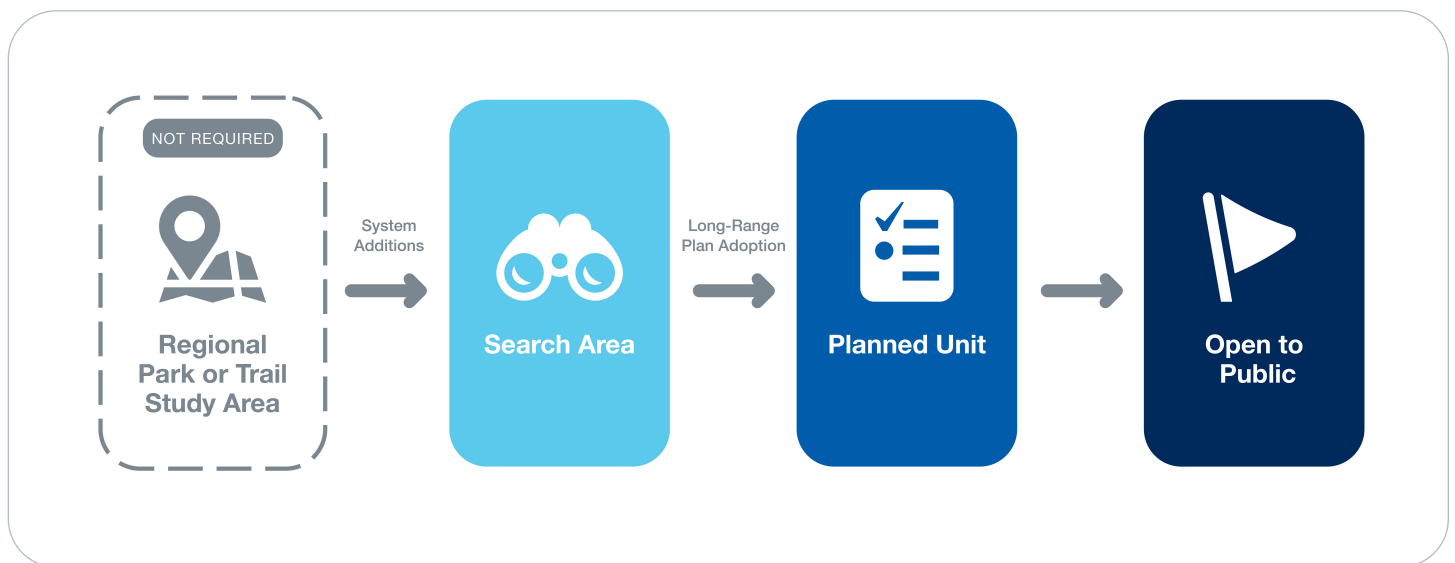 NOT REQUIRED
Regional
Park or Trail
Study Area
System
Additions
Search Area
Long-Range
Plan Adoption
Planned Unit
Open to
Public